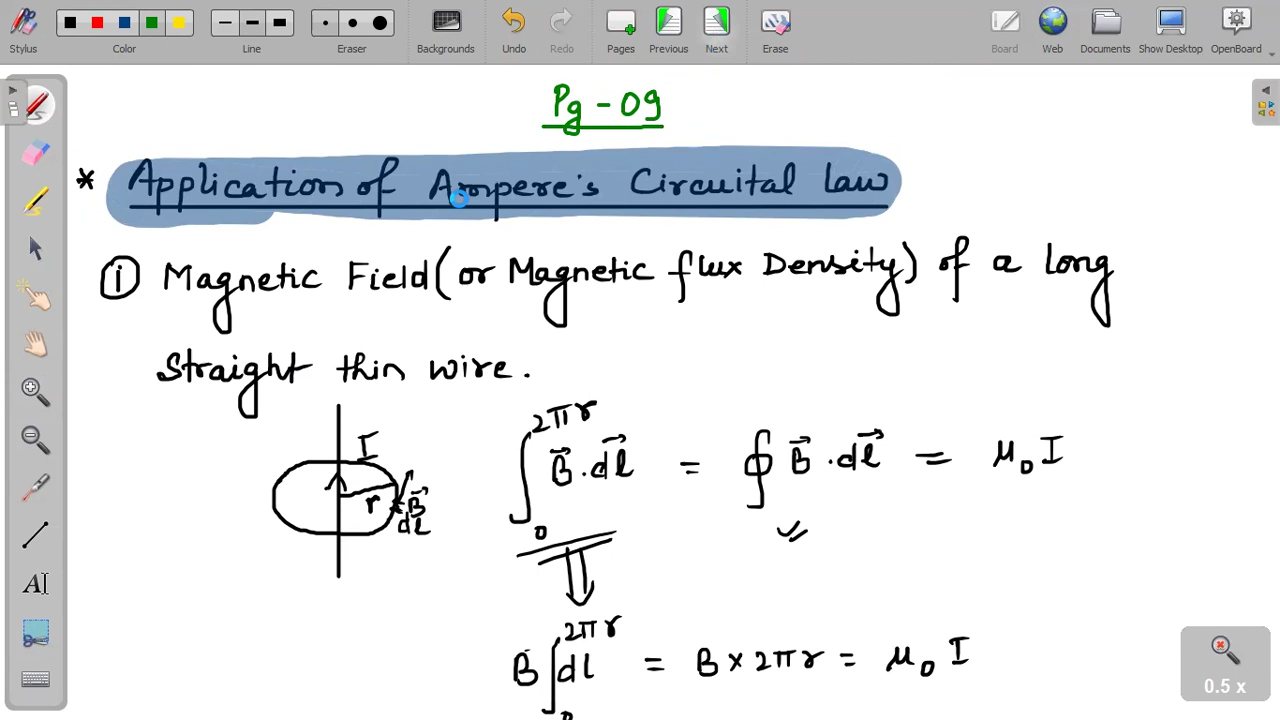 Stylus
Color
Line
Eraser
Backgrounds
Undo
Redo
Pages
Previous
Next
Erase
Board
Web
Documents
Show Desktop
OpenBoard
Pg - 09
* Application of Ampere's Circuital law
① Magnetic Field (or Magnetic flux Density) of a long
Straight thin wire.
I
r
B⃗
dl⃗
∫₀^{2πr} B⃗ . dl⃗ = ∮ B⃗ . dl⃗ = μ₀ I
B ∫₀^{2πr} dl = B × 2πr = μ₀ I
0.5 x